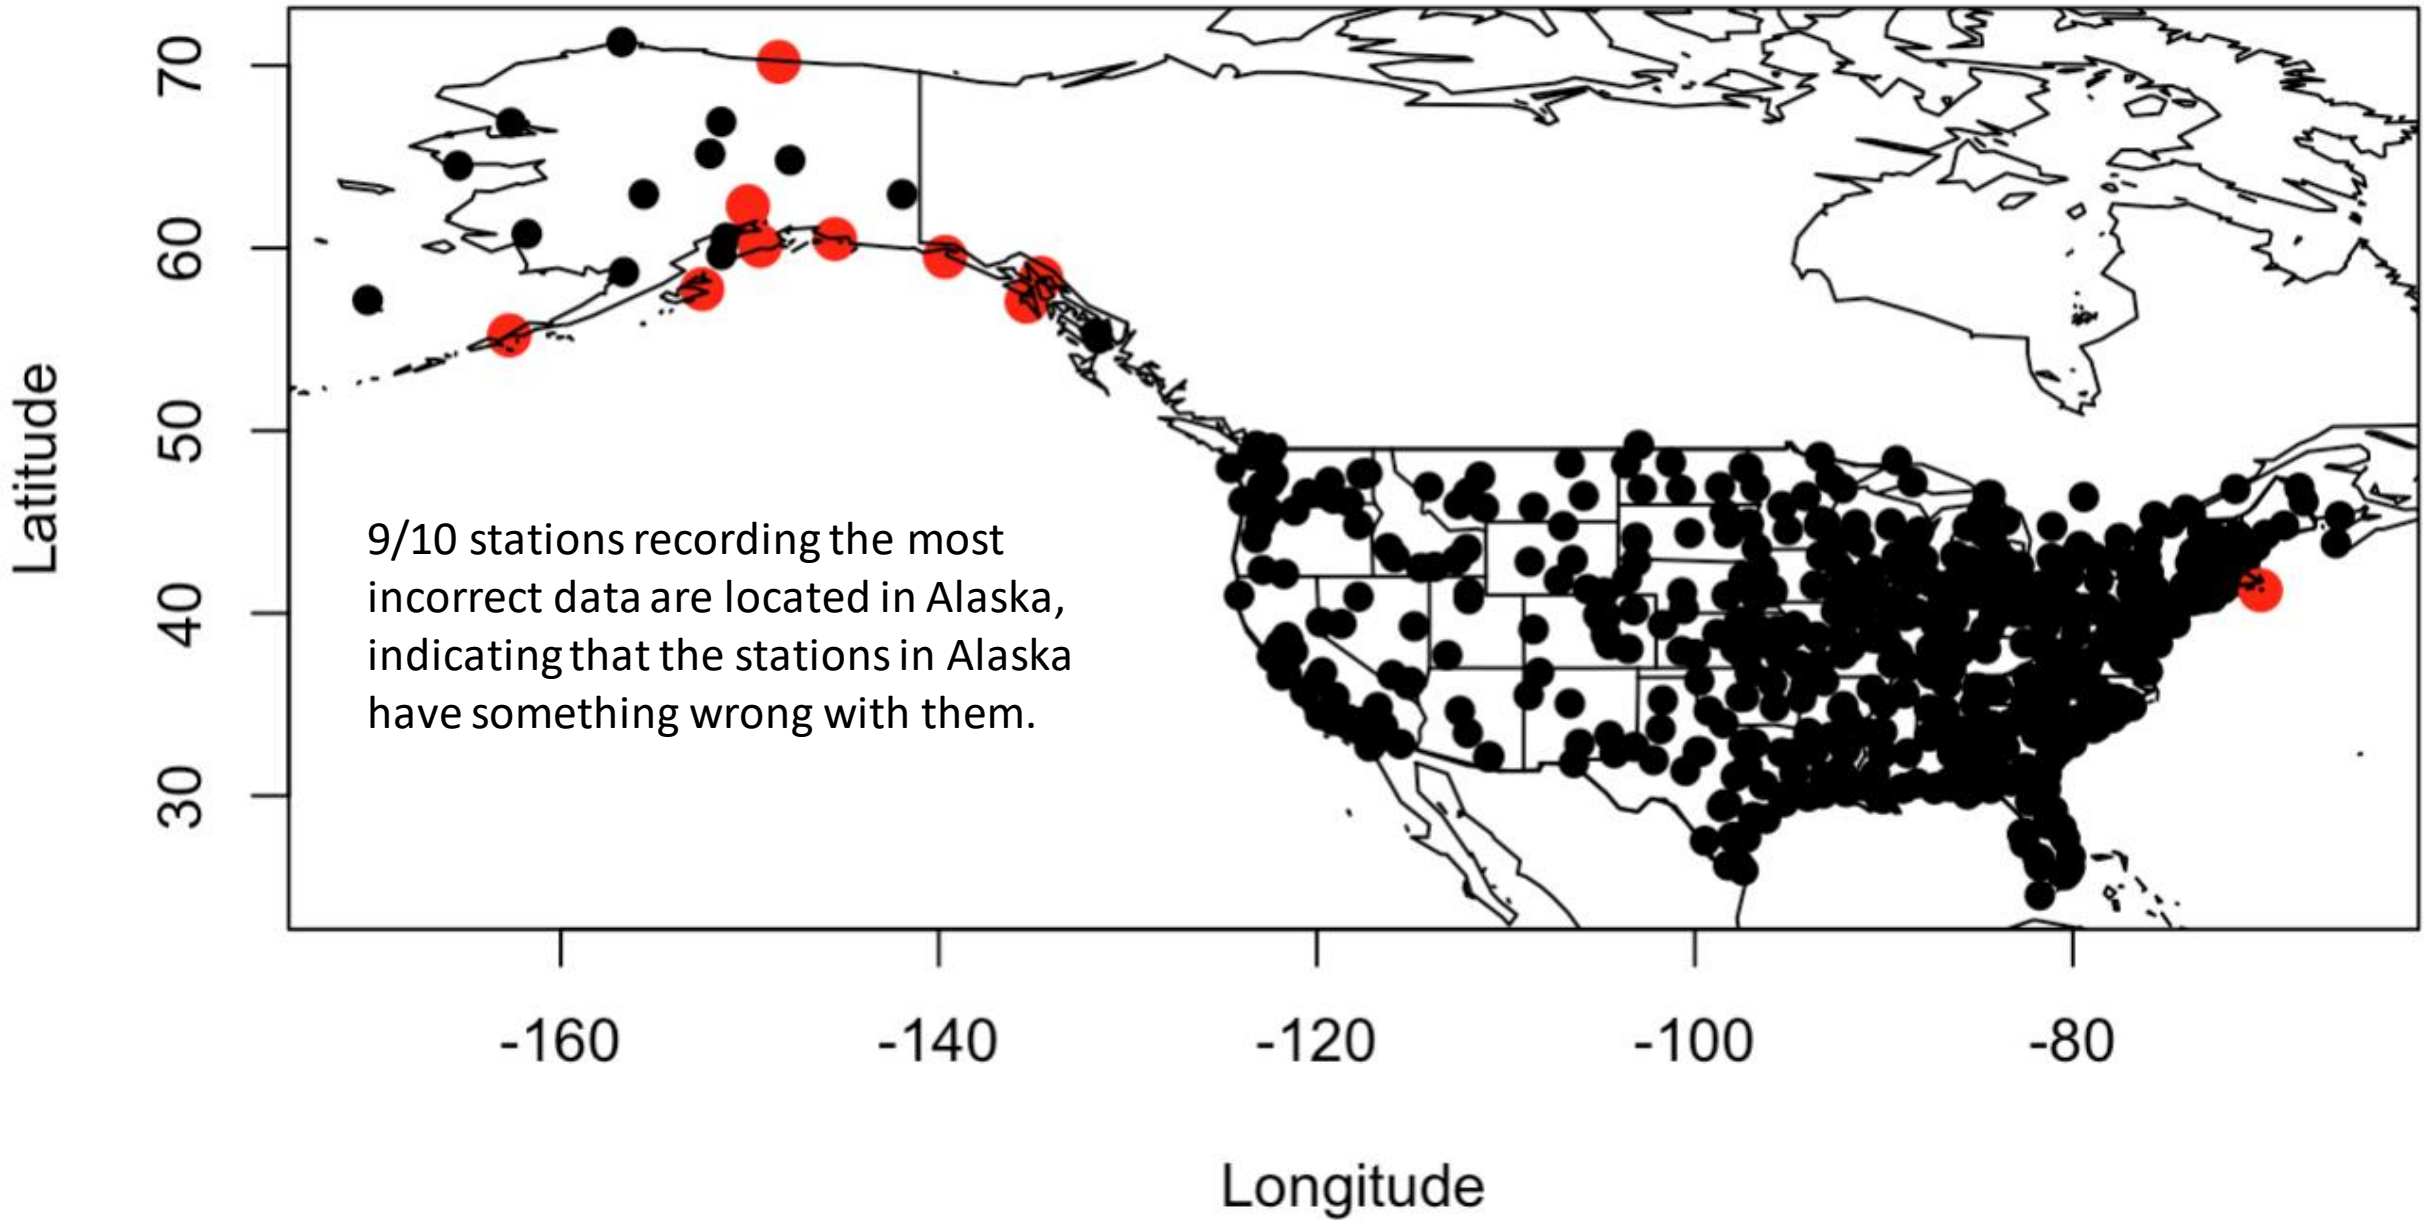 70
60
50
40
30
Latitude
9/10 stations recording the most
incorrect data are located in Alaska,
indicating that the stations in Alaska
have something wrong with them.
-160 -140 -120 -100 -80
Longitude